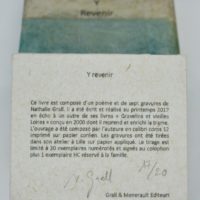 Y revenir
Y revenir
Ce livre est composé d'un poème et de sept gravures de
Nathalie Grall. Il a été écrit et réalisé au printemps 2017
en écho à un autre de ses livres « Gravelins et vieilles
Loires » conçu en 2000 dont il reprend et enrichit la trame.
L'ouvrage a été composé par l'auteure en calibri corps 12
imprimé sur papier coréen. Les gravures ont été tirées
dans son atelier à Lille sur papier appliqué. Le tirage est
limité à 20 exemplaires numérotés et signés au colophon
plus 1 exemplaire HC réservé à la famille.
N. Grall /20
Grall & Éditeurs